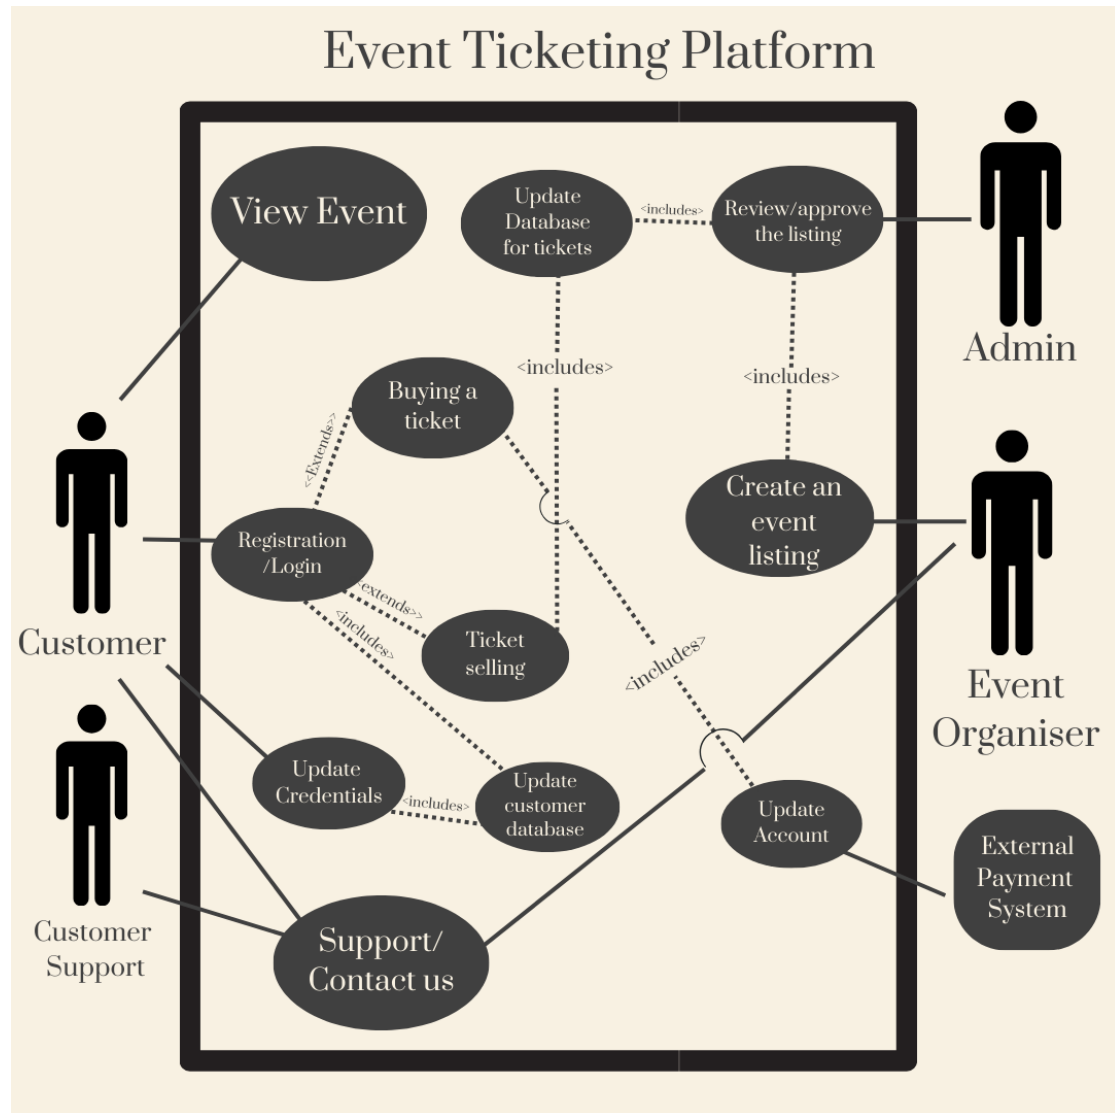 Event Ticketing Platform
View Event
Update
Database
for tickets
<includes>
Review/approve
the listing
Admin
<includes>
<includes>
Buying a
ticket
<<Extends>>
Create an
event
listing
Registration
/Login
Customer
<extends>>
<includes>
Ticket
selling
<includes>
Event
Organiser
Update
Credentials
<includes>
Update
customer
database
Update
Account
External
Payment
System
Customer
Support
Support/
Contact us